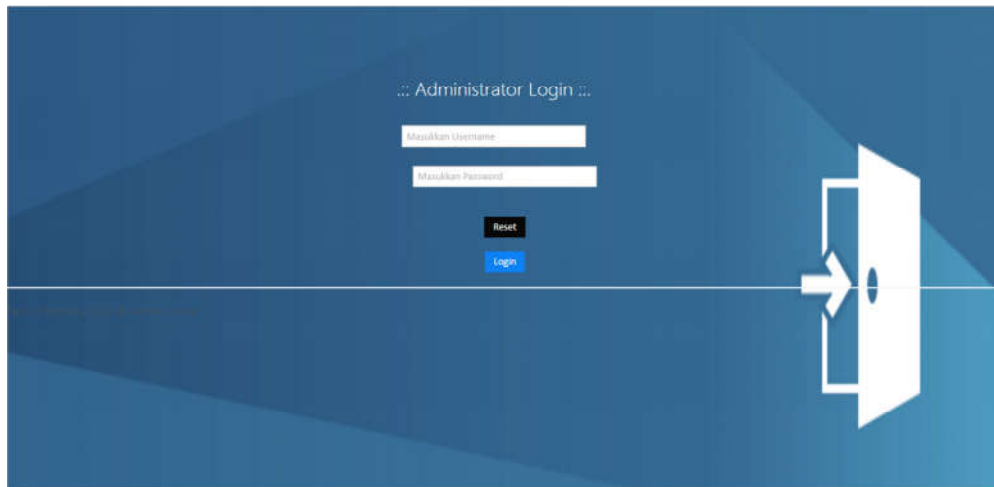 .:: Administrator Login ::.
Masukkan Username
Masukkan Password
Reset
Login